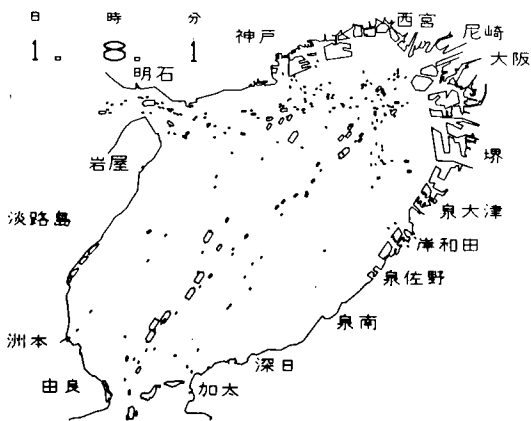 日 時 分
1. 8. 1
神戸
西宮
尼崎
大阪
明石
岩屋
堺
淡路島
泉大津
岸和田
泉佐野
泉南
洲本
深日
由良
加太